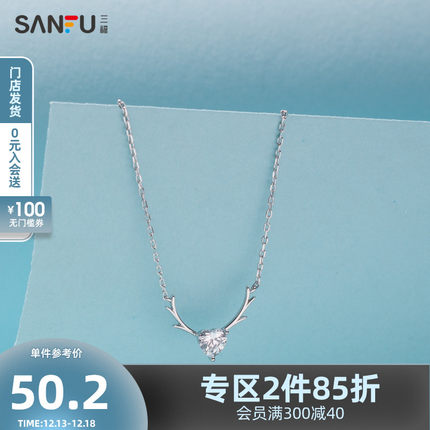 SANFU 三福
门店发货
0元入会送
¥100
无门槛券
单件参考价
50.2
TIME:12.13-12.18
专区2件85折
会员满300减40